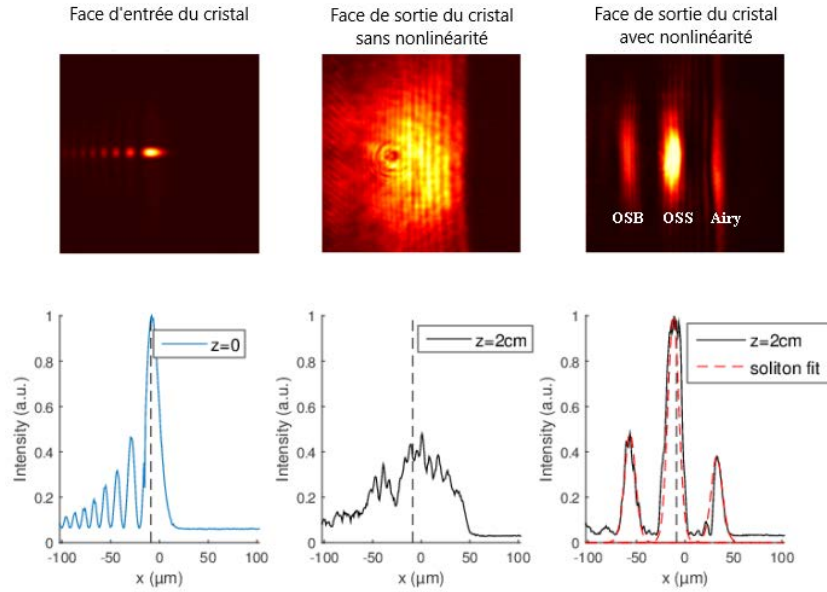 Face d'entrée du cristal
Face de sortie du cristal
sans nonlinéarité
Face de sortie du cristal
avec nonlinéarité
OSB OSS Airy
Intensity (a.u.)
1
0.8
0.6
0.4
0.2
0
-100 -50 0 50 100
x (µm)
z=0
Intensity (a.u.)
1
0.8
0.6
0.4
0.2
0
-100 -50 0 50 100
x (µm)
z=2cm
Intensity (a.u.)
1
0.8
0.6
0.4
0.2
0
-100 -50 0 50 100
x (µm)
z=2cm
soliton fit